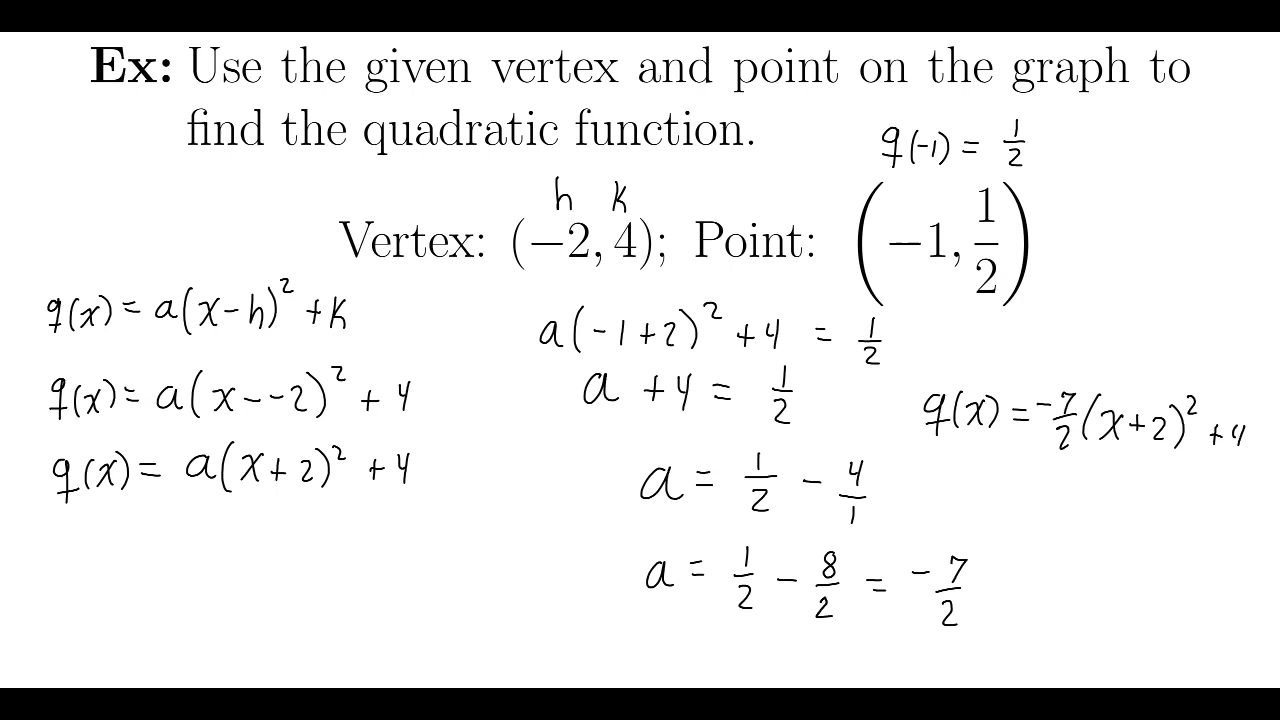 Ex: Use the given vertex and point on the graph to
find the quadratic function.
q(-1) = 1/2
h k
Vertex: (−2, 4); Point: (−1, 1/2)
q(x) = a(x-h)² + k
q(x) = a(x--2)² + 4
q(x) = a(x+2)² + 4
a(-1+2)² + 4 = 1/2
a + 4 = 1/2
a = 1/2 - 4/1
a = 1/2 - 8/2 = -7/2
q(x) = -7/2(x+2)² + 4